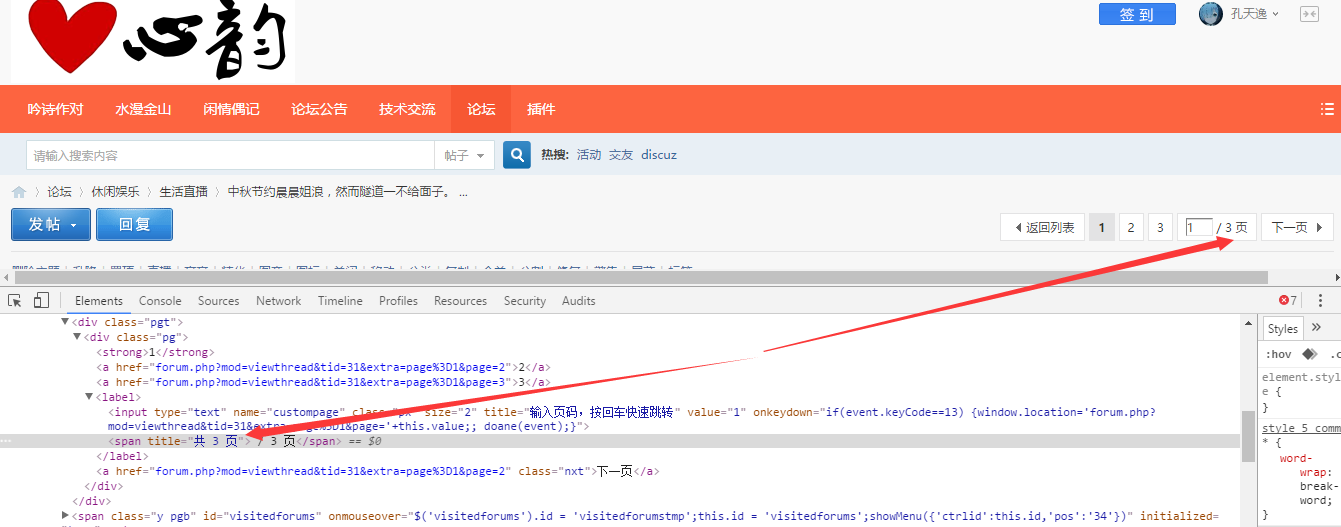 心韵
签 到
孔天逸
吟诗作对 水漫金山 闲情偶记 论坛公告 技术交流 论坛 插件
请输入搜索内容 帖子 热搜: 活动 交友 discuz
论坛 休闲娱乐 生活直播 中秋节约晨晨姐浪，然而隧道一不给面子。 ...
发帖 回复 返回列表 1 2 3 1 / 3 页 下一页
Elements Console Sources Network Timeline Profiles Resources Security Audits 7
<div class="pgt">
<div class="pg">
<strong>1</strong>
<a href="forum.php?mod=viewthread&tid=31&extra=page%3D1&page=2">2</a>
<a href="forum.php?mod=viewthread&tid=31&extra=page%3D1&page=3">3</a>
<label>
<input type="text" name="custompage" class="px" size="2" title="输入页码，按回车快速跳转" value="1" onkeydown="if(event.keyCode==13) {window.location='forum.php?
mod=viewthread&tid=31&extra=page%3D1&page='+this.value;; doane(event);}">
<span title="共 3 页"> / 3 页</span> == $0
</label>
<a href="forum.php?mod=viewthread&tid=31&extra=page%3D1&page=2" class="nxt">下一页</a>
</div>
</div>
<span class="y pgb" id="visitedforums" onmouseover="$('visitedforums').id = 'visitedforumstmp';this.id = 'visitedforums';showMenu({'ctrlid':this.id,'pos':'34'})" initialized=
Styles »
:hov .c
element.styl
e {
}
style 5 comm
* {
word-
wrap:
break-
word;
}